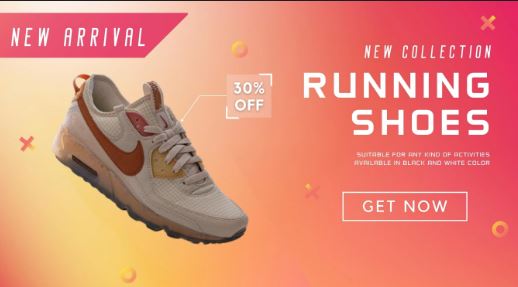 NEW ARRIVAL
NEW COLLECTION
RUNNING
SHOES
30%
OFF
SUITABLE FOR ANY KIND OF ACTIVITIES
AVAILABLE IN BLACK AND WHITE COLOR
GET NOW